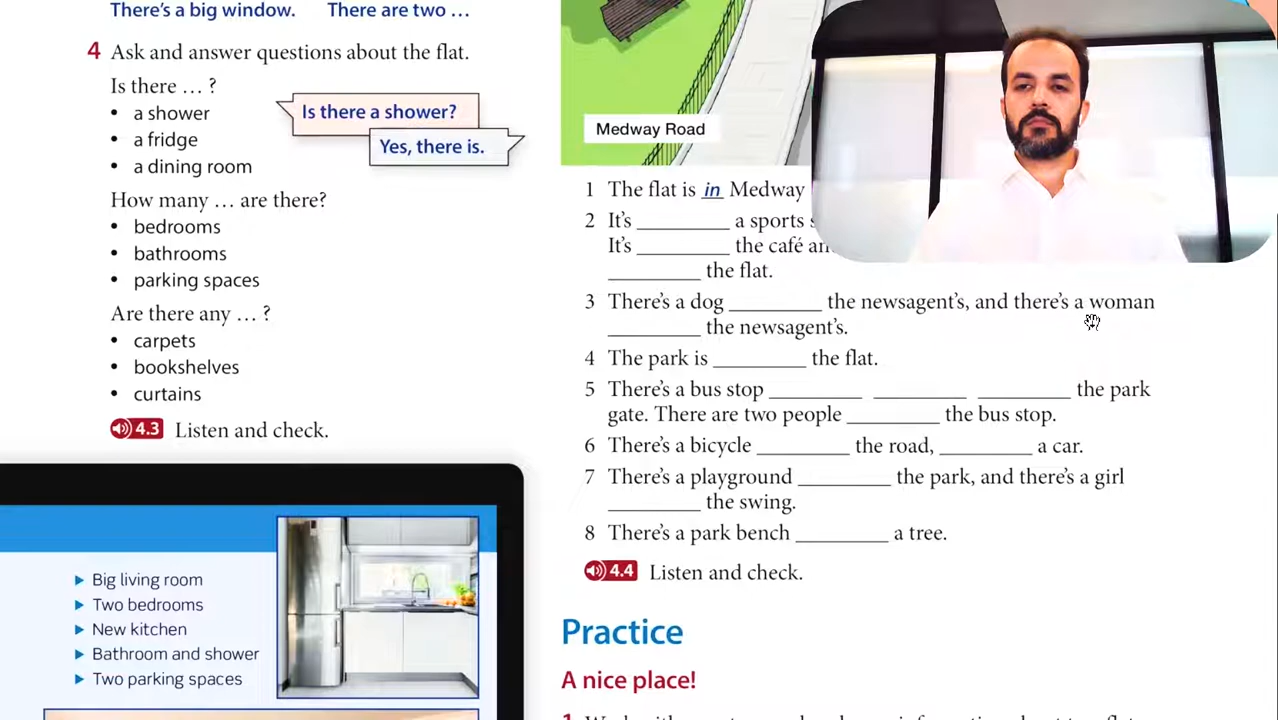 There's a big window. There are two …
4 Ask and answer questions about the flat.
Is there … ?
• a shower
• a fridge
• a dining room
Is there a shower?
Yes, there is.
How many … are there?
• bedrooms
• bathrooms
• parking spaces
Are there any … ?
• carpets
• bookshelves
• curtains
4.3 Listen and check.
▶ Big living room
▶ Two bedrooms
▶ New kitchen
▶ Bathroom and shower
▶ Two parking spaces
Medway Road
1 The flat is in Medway
2 It's ________ a sports
It's ________ the café
________ the flat.
3 There's a dog ________ the newsagent's, and there's a woman
________ the newsagent's.
4 The park is ________ the flat.
5 There's a bus stop ________ ________ ________ the park
gate. There are two people ________ the bus stop.
6 There's a bicycle ________ the road, ________ a car.
7 There's a playground ________ the park, and there's a girl
________ the swing.
8 There's a park bench ________ a tree.
4.4 Listen and check.
Practice
A nice place!